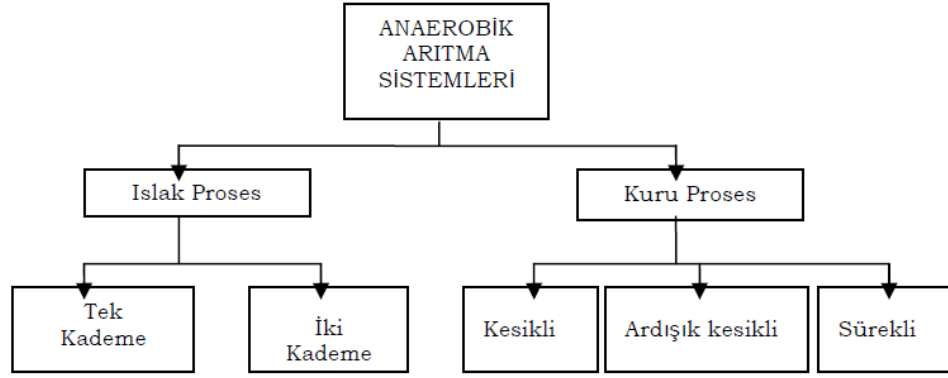 ANAEROBİK
ARITMA
SİSTEMLERİ
Islak Proses
Kuru Proses
Tek
Kademe
İki
Kademe
Kesikli
Ardışık kesikli
Sürekli